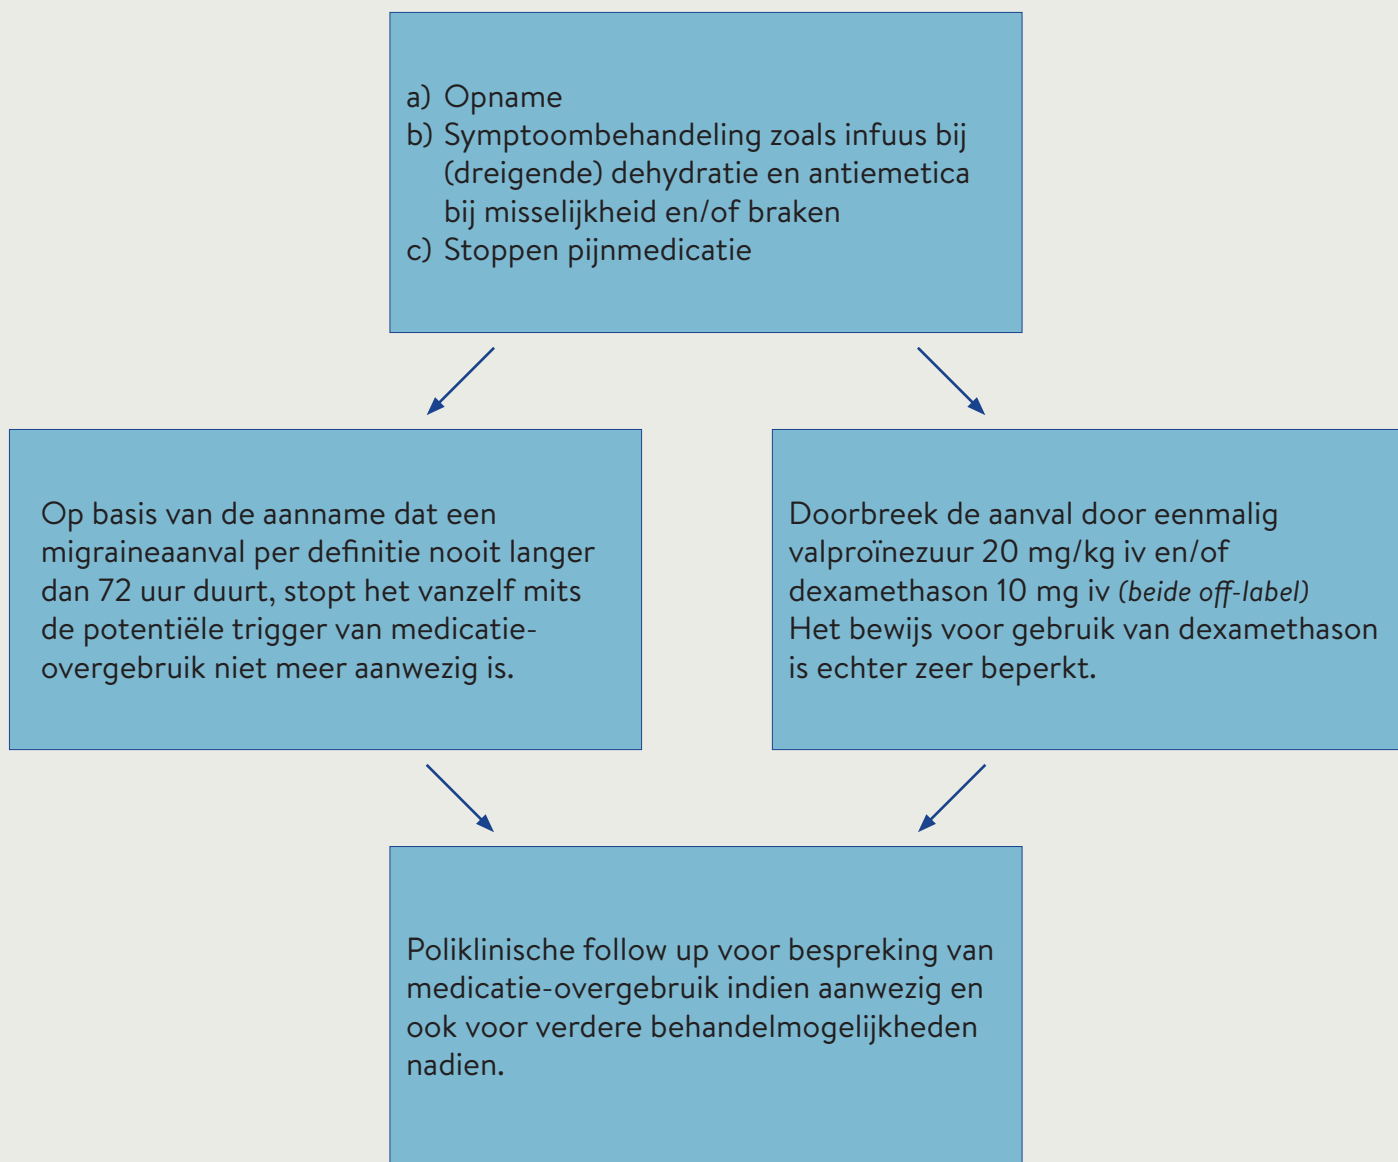 a) Opname
b) Symptoombehandeling zoals infuus bij
(dreigende) dehydratie en antiemetica
bij misselijkheid en/of braken
c) Stoppen pijnmedicatie
Op basis van de aanname dat een
migraineaanval per definitie nooit langer
dan 72 uur duurt, stopt het vanzelf mits
de potentiële trigger van medicatie-
overgebruik niet meer aanwezig is.
Doorbreek de aanval door eenmalig
valproïnezuur 20 mg/kg iv en/of
dexamethason 10 mg iv (beide off-label)
Het bewijs voor gebruik van dexamethason
is echter zeer beperkt.
Poliklinische follow up voor bespreking van
medicatie-overgebruik indien aanwezig en
ook voor verdere behandelmogelijkheden
nadien.